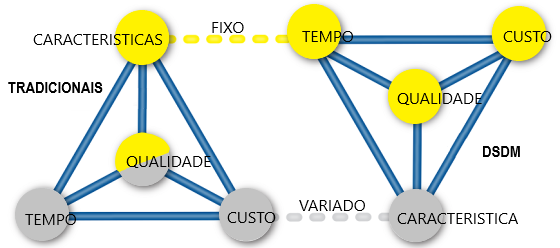 CARACTERISTICAS
FIXO
TEMPO
CUSTO
TRADICIONAIS
QUALIDADE
DSDM
QUALIDADE
TEMPO
CUSTO
VARIADO
CARACTERISTICA